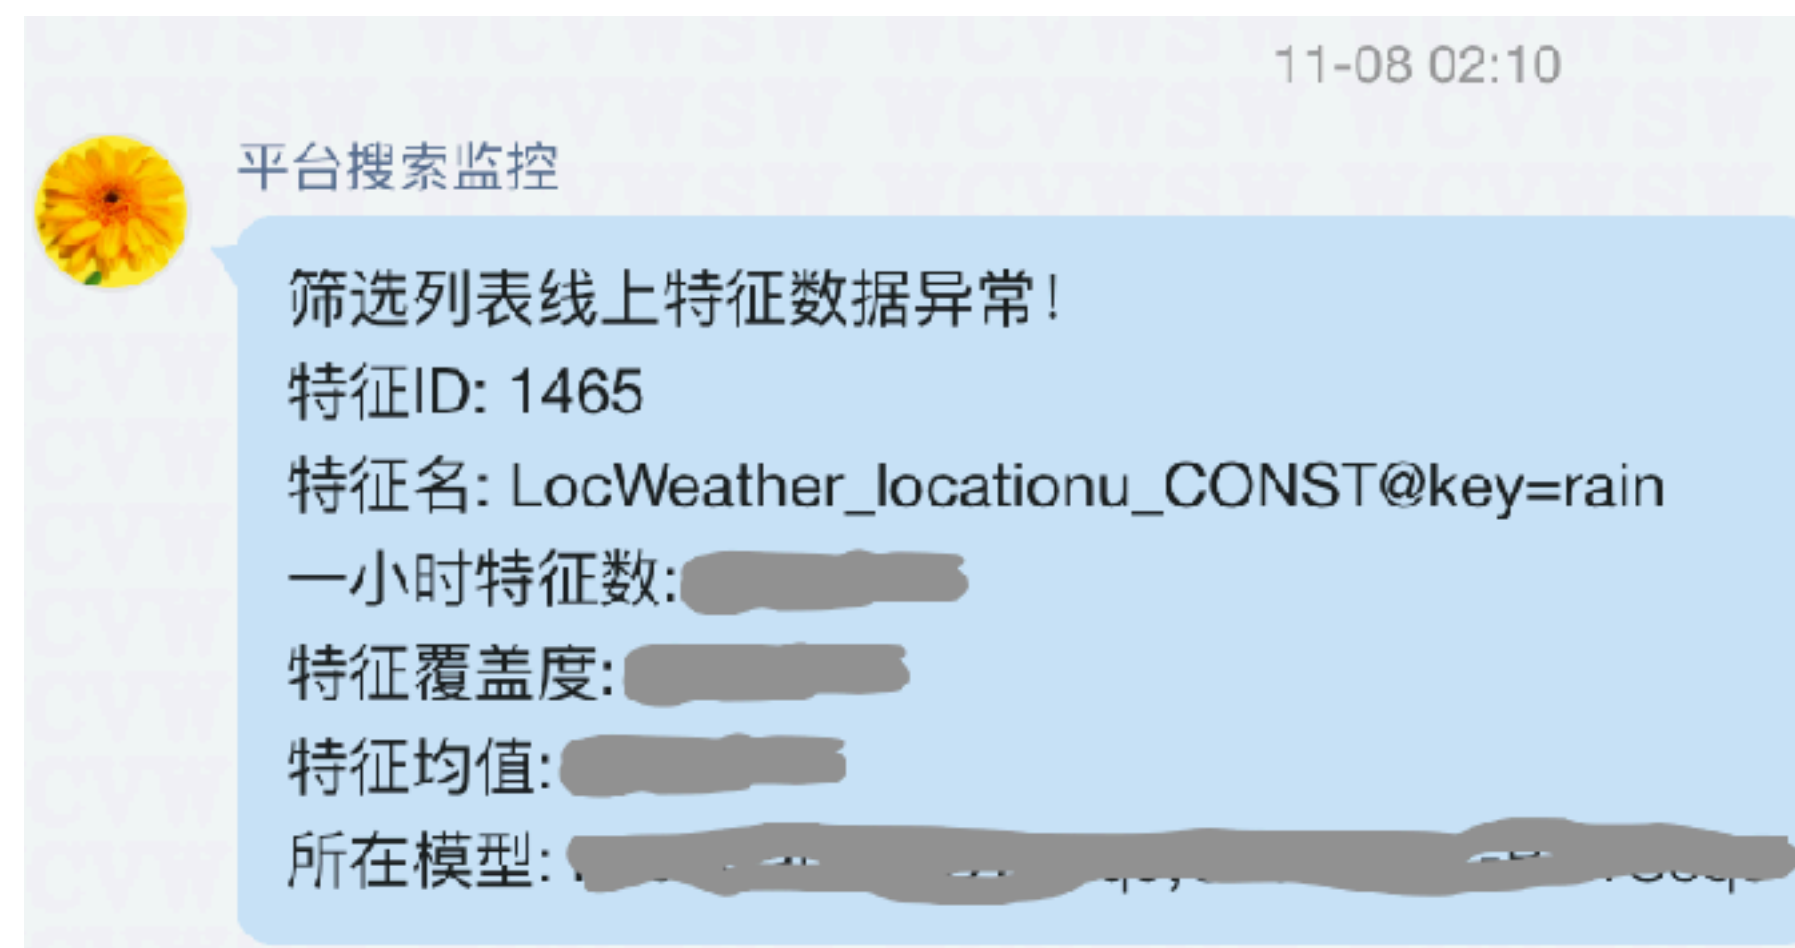 11-08 02:10
平台搜索监控
筛选列表线上特征数据异常!
特征ID: 1465
特征名: LocWeather_locationu_CONST@key=rain
一小时特征数:
特征覆盖度:
特征均值:
所在模型: